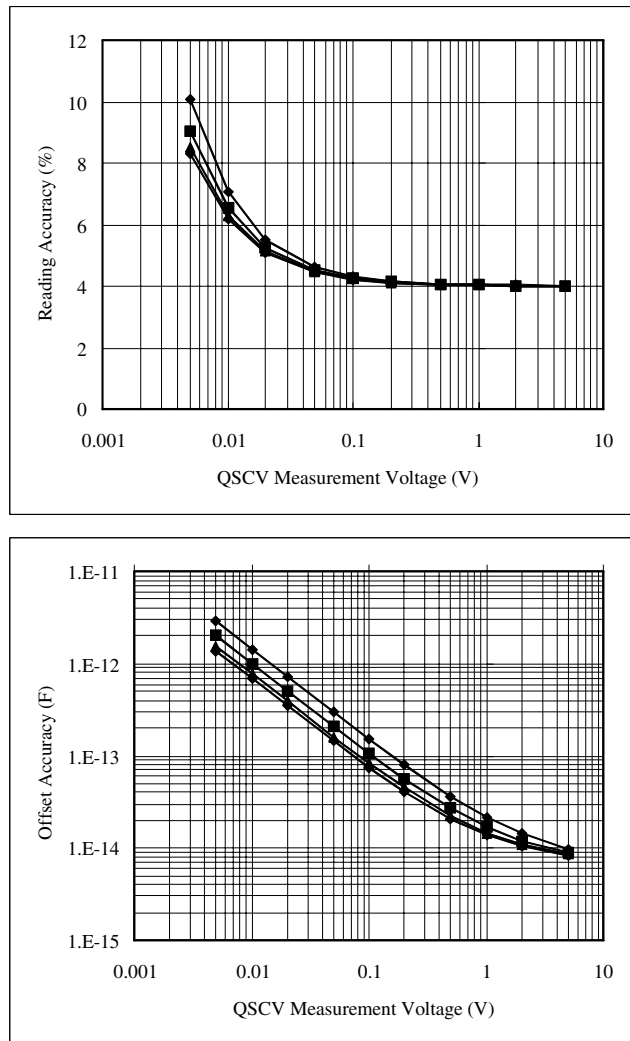 12
10
8
6
4
2
0
Reading Accuracy (%)
0.001 0.01 0.1 1 10
QSCV Measurement Voltage (V)
1.E-11
1.E-12
1.E-13
1.E-14
1.E-15
Offset Accuracy (F)
0.001 0.01 0.1 1 10
QSCV Measurement Voltage (V)